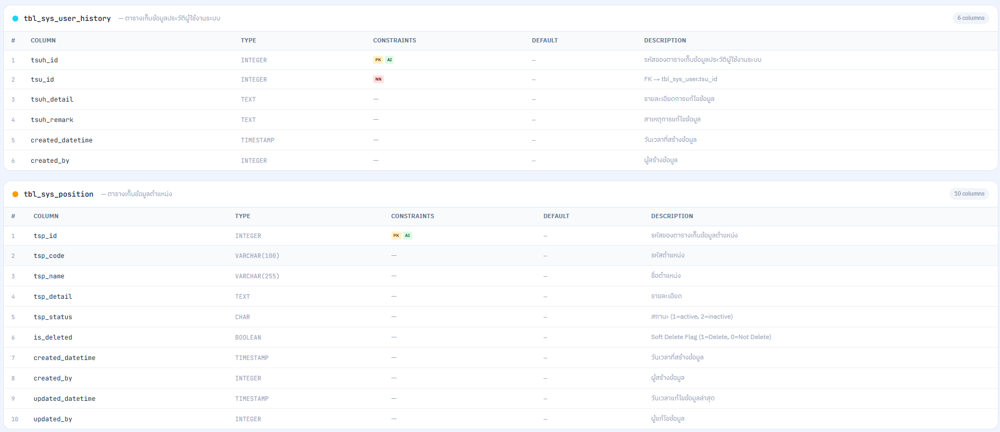 tbl_sys_user_history — ตารางเก็บข้อมูลประวัติผู้ใช้งานระบบ 6 columns
# COLUMN TYPE CONSTRAINTS DEFAULT DESCRIPTION
1 tsuh_id INTEGER PK AI — รหัสของตารางเก็บข้อมูลประวัติผู้ใช้งานระบบ
2 tsu_id INTEGER NN — FK → tbl_sys_user.tsu_id
3 tsuh_detail TEXT — — รายละเอียดการแก้ไขข้อมูล
4 tsuh_remark TEXT — — สาเหตุการแก้ไขข้อมูล
5 created_datetime TIMESTAMP — — วันเวลาที่สร้างข้อมูล
6 created_by INTEGER — — ผู้สร้างข้อมูล
tbl_sys_position — ตารางเก็บข้อมูลตำแหน่ง 10 columns
# COLUMN TYPE CONSTRAINTS DEFAULT DESCRIPTION
1 tsp_id INTEGER PK AI — รหัสของตารางเก็บข้อมูลตำแหน่ง
2 tsp_code VARCHAR(100) — — รหัสตำแหน่ง
3 tsp_name VARCHAR(255) — — ชื่อตำแหน่ง
4 tsp_detail TEXT — — รายละเอียด
5 tsp_status CHAR — — สถานะ (1=active, 2=inactive)
6 is_deleted BOOLEAN — — Soft Delete Flag (1=Delete, 0=Not Delete)
7 created_datetime TIMESTAMP — — วันเวลาที่สร้างข้อมูล
8 created_by INTEGER — — ผู้สร้างข้อมูล
9 updated_datetime TIMESTAMP — — วันเวลาแก้ไขข้อมูลล่าสุด
10 updated_by INTEGER — — ผู้แก้ไขข้อมูล